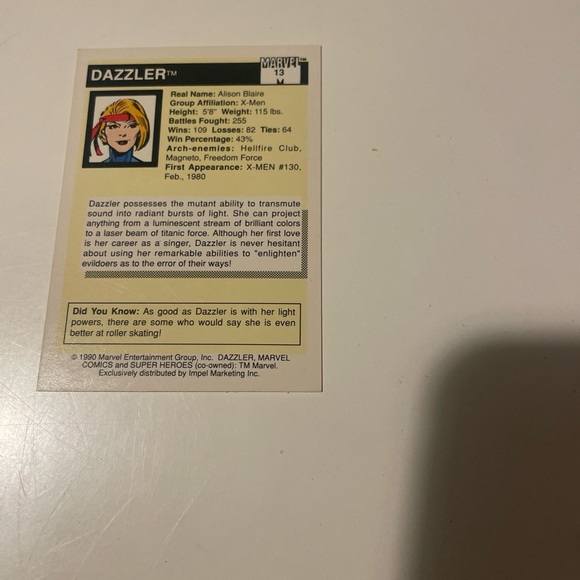 DAZZLER™
MARVEL™
13
Real Name: Alison Blaire
Group Affiliation: X-Men
Height: 5'8" Weight: 115 lbs.
Battles Fought: 255
Wins: 109 Losses: 82 Ties: 64
Win Percentage: 43%
Arch-enemies: Hellfire Club,
Magneto, Freedom Force
First Appearance: X-MEN #130,
Feb., 1980
Dazzler possesses the mutant ability to transmute
sound into radiant bursts of light. She can project
anything from a luminescent stream of brilliant colors
to a laser beam of titanic force. Although her first love
is her career as a singer, Dazzler is never hesitant
about using her remarkable abilities to "enlighten"
evildoers as to the error of their ways!
Did You Know: As good as Dazzler is with her light
powers, there are some who would say she is even
better at roller skating!
© 1990 Marvel Entertainment Group, Inc. DAZZLER, MARVEL
COMICS and SUPER HEROES (co-owned): TM Marvel.
Exclusively distributed by Impel Marketing Inc.